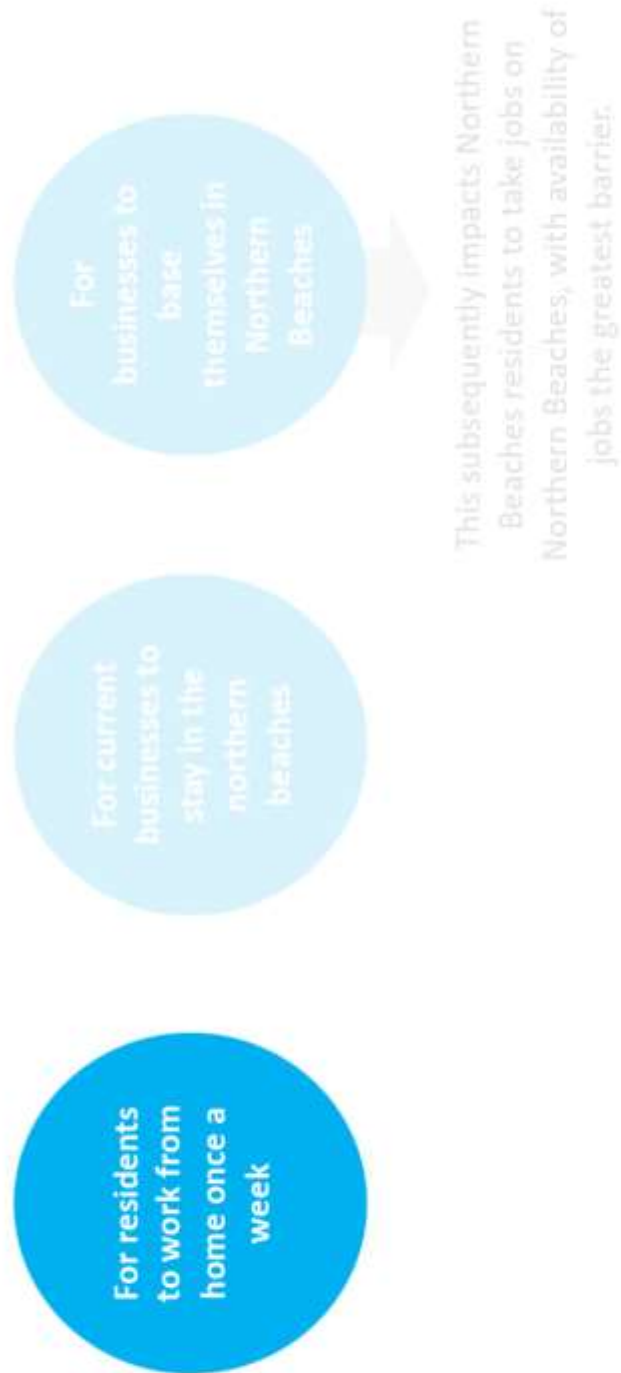 For residents
to work from
home once a
week
For current
businesses to
stay in the
northern
beaches
For
businesses to
base
themselves in
Northern
Beaches
This subsequently impacts Northern
Beaches residents to take jobs on
Northern Beaches, with availability of
jobs the greatest barrier.